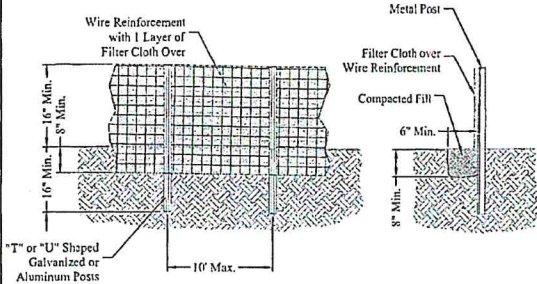 Metal Post
Wire Reinforcement
with 1 Layer of
Filter Cloth Over
Filter Cloth over
Wire Reinforcement
Compacted Fill
6" Min.
16" Min.
8" Min.
16" Min.
8" Min.
"T" or "U" Shaped
Galvanized or
Aluminum Posts
10' Max.